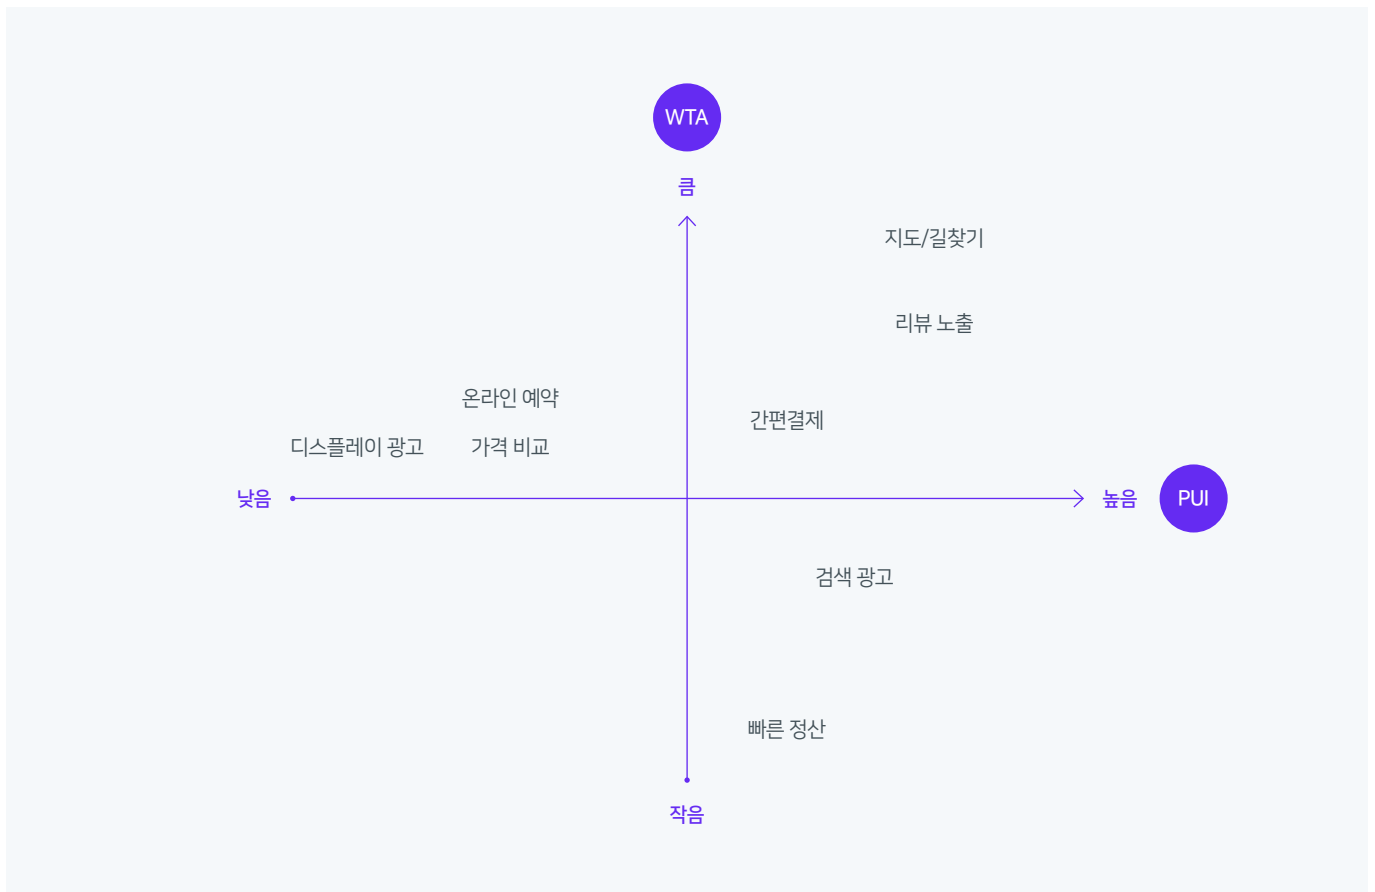 WTA
큼
지도/길찾기
리뷰 노출
온라인 예약
간편결제
디스플레이 광고
가격 비교
낮음
높음
PUI
검색 광고
빠른 정산
작음